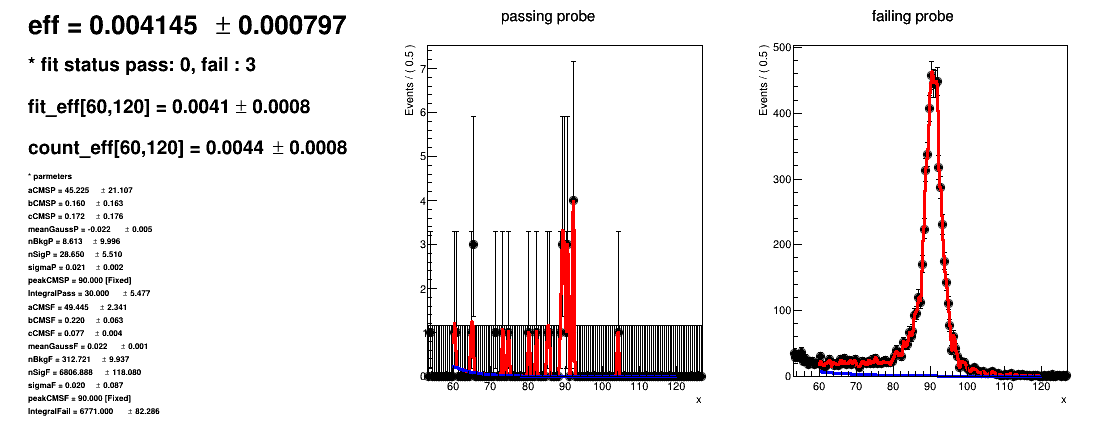 eff = 0.004145 ± 0.000797
* fit status pass: 0, fail : 3
fit_eff[60,120] = 0.0041 ± 0.0008
count_eff[60,120] = 0.0044 ± 0.0008
* parmeters
aCMSP = 45.225 ± 21.107
bCMSP = 0.160 ± 0.163
cCMSP = 0.172 ± 0.176
meanGaussP = -0.022 ± 0.005
nBkgP = 8.613 ± 9.996
nSigP = 28.650 ± 5.510
sigmaP = 0.021 ± 0.002
peakCMSP = 90.000 [Fixed]
IntegralPass = 30.000 ± 5.477
aCMSF = 49.445 ± 2.341
bCMSF = 0.220 ± 0.063
cCMSF = 0.077 ± 0.004
meanGaussF = 0.022 ± 0.001
nBkgF = 312.721 ± 9.937
nSigF = 6806.888 ± 118.080
sigmaF = 0.020 ± 0.087
peakCMSF = 90.000 [Fixed]
IntegralFail = 6771.000 ± 82.286
passing probe
Events / ( 0.5 )
7
6
5
4
3
2
1
0
60 70 80 90 100 110 120
x
failing probe
Events / ( 0.5 )
500
400
300
200
100
0
60 70 80 90 100 110 120
x